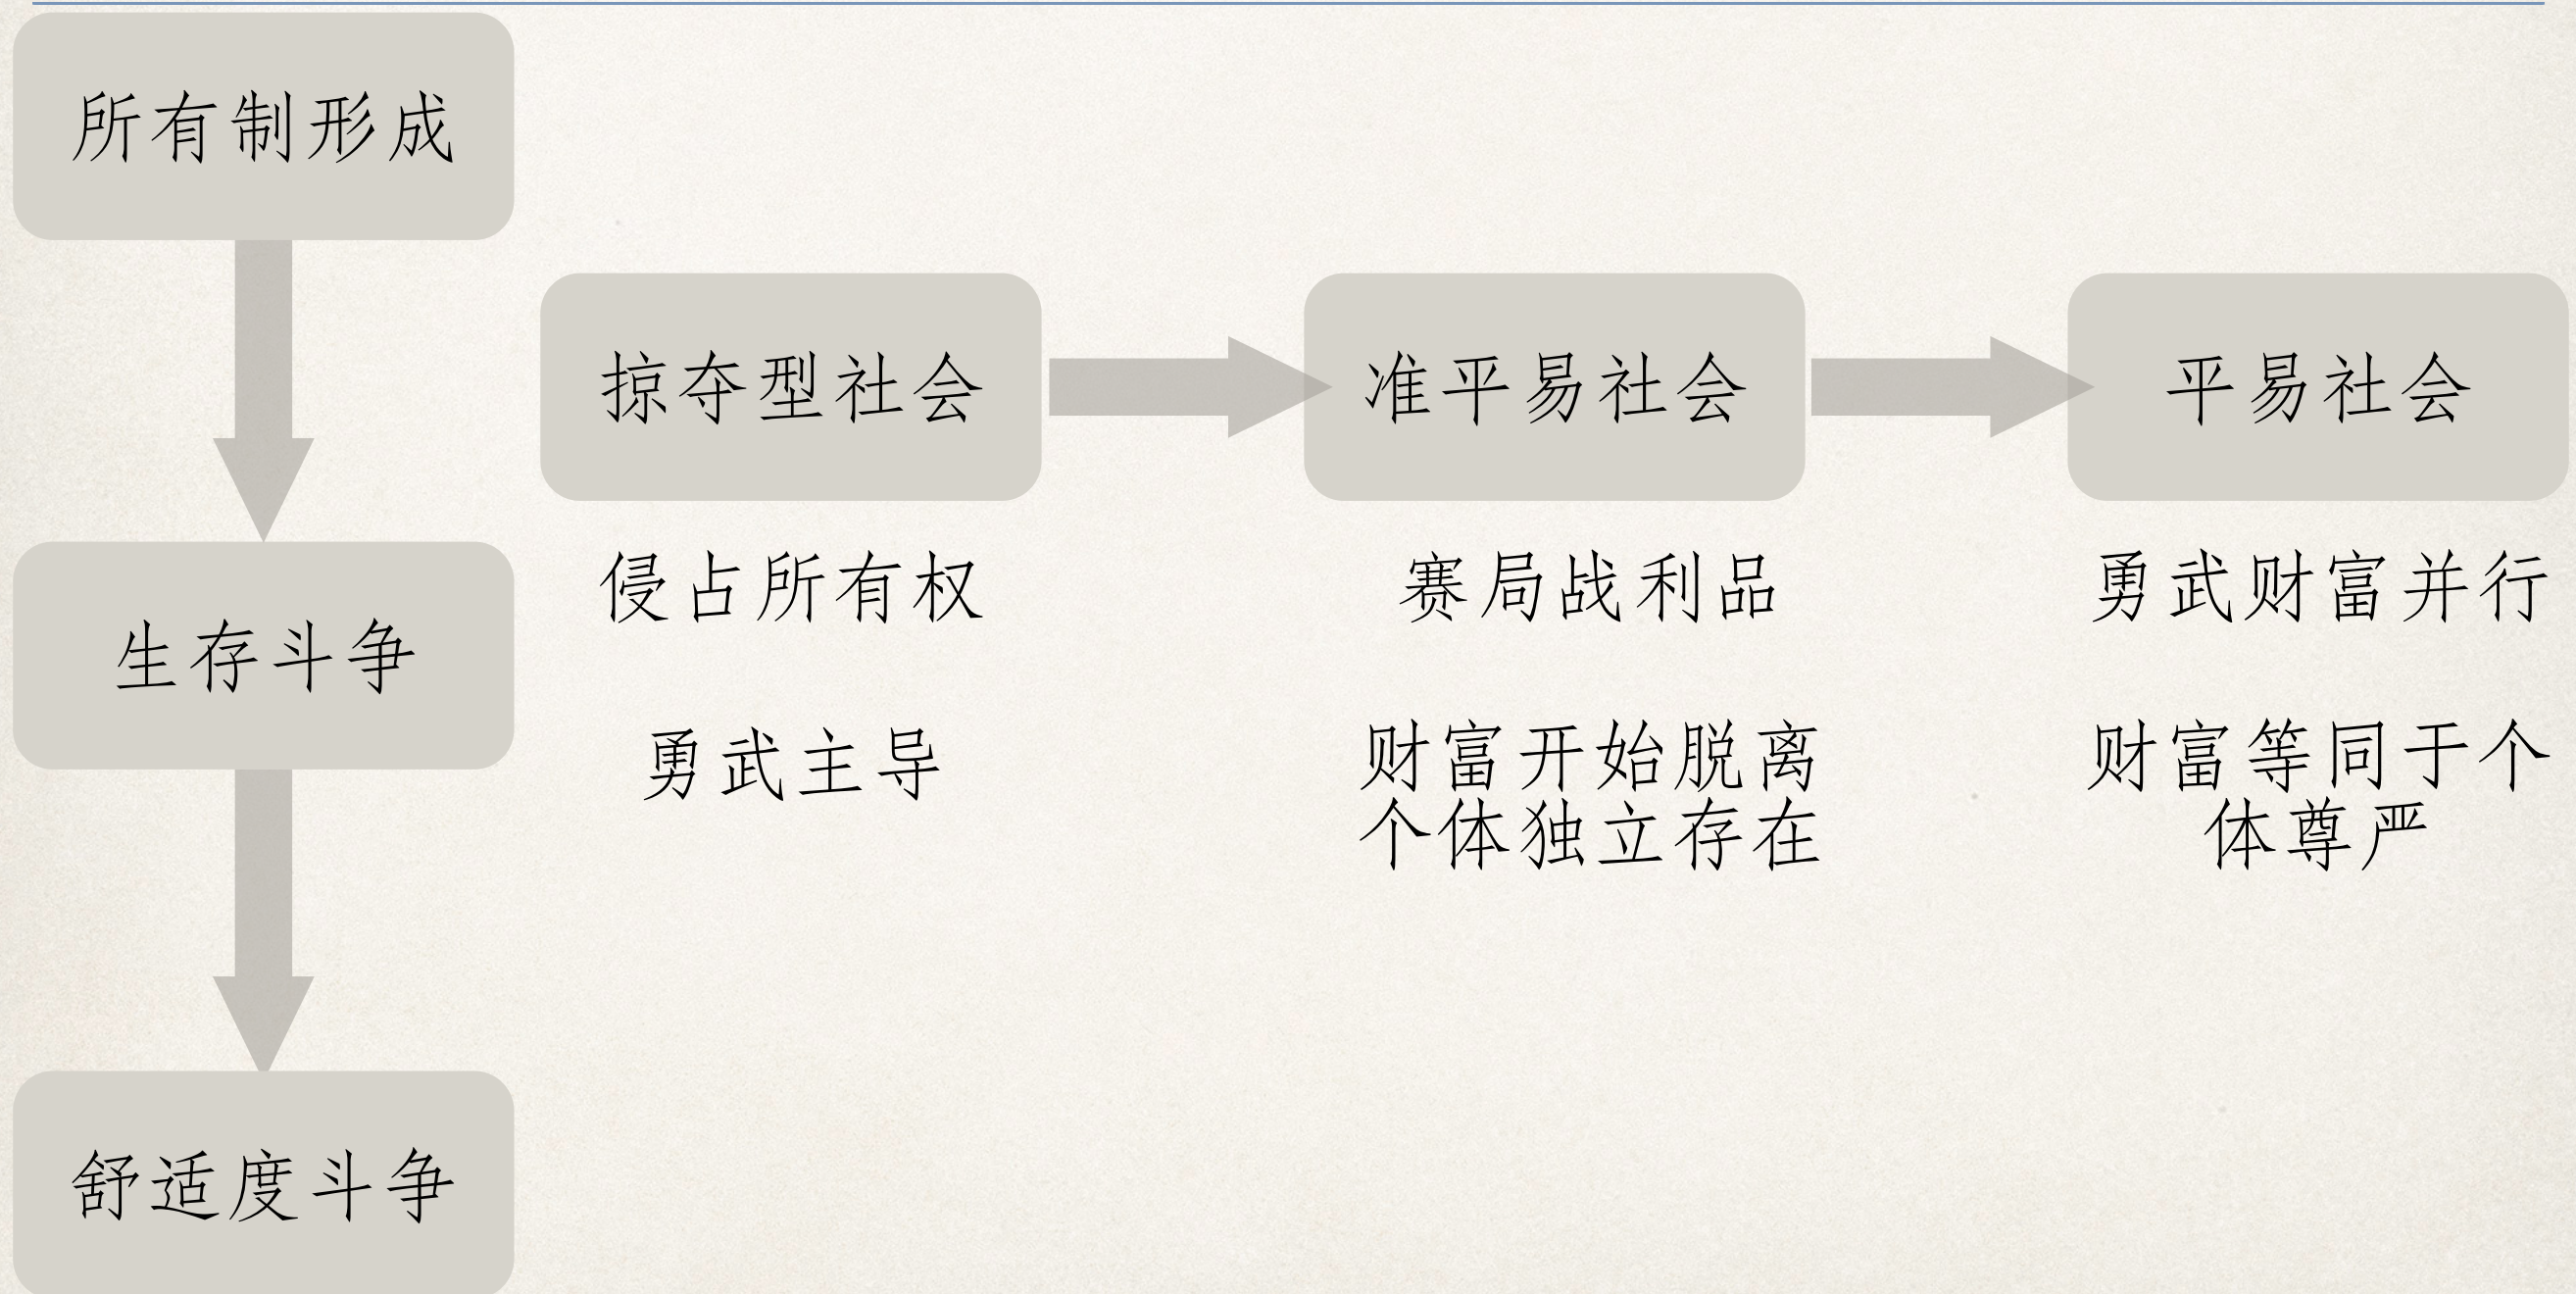 所有制形成
掠夺型社会
准平易社会
平易社会
侵占所有权
赛局战利品
勇武财富并行
生存斗争
勇武主导
财富开始脱离
个体独立存在
财富等同于个
体尊严
舒适度斗争